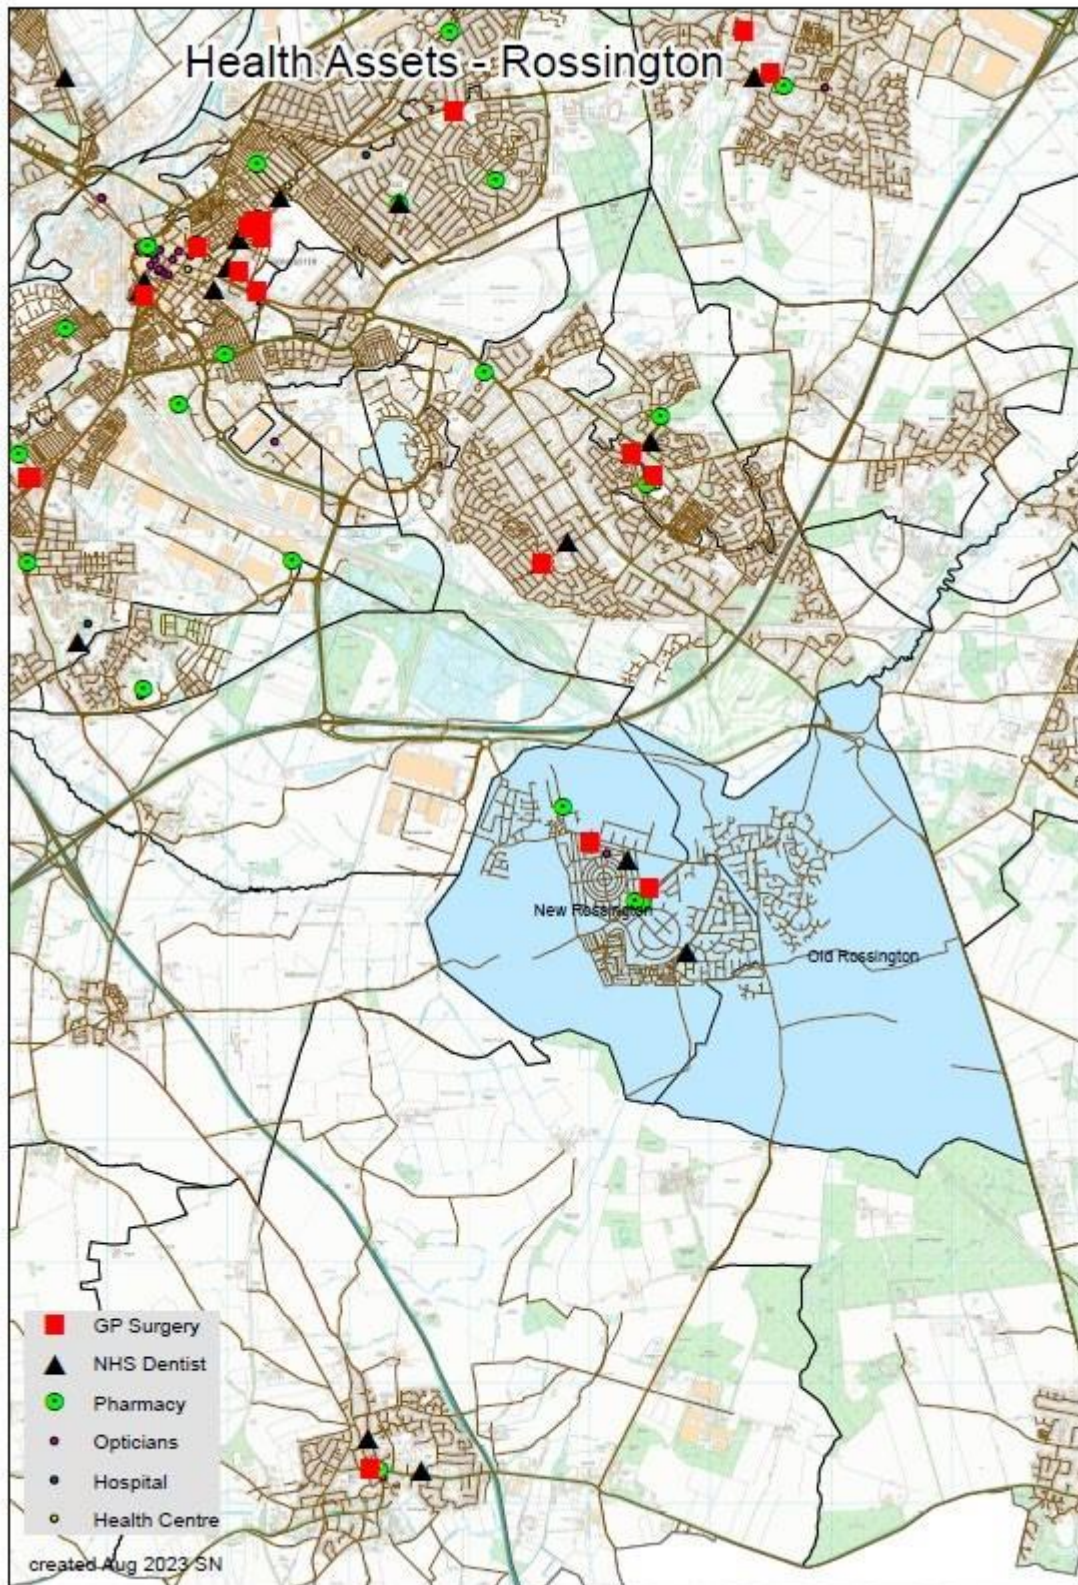 Health Assets - Rossington
New Rossington
Old Rossington
GP Surgery
NHS Dentist
Pharmacy
Opticians
Hospital
Health Centre
created Aug 2023 SN